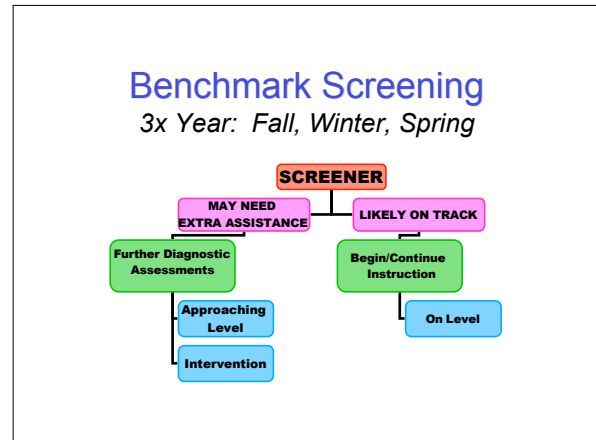 Benchmark Screening
3x Year: Fall, Winter, Spring
SCREENER
MAY NEED
EXTRA ASSISTANCE
LIKELY ON TRACK
Further Diagnostic
Assessments
Begin/Continue
Instruction
Approaching
Level
On Level
Intervention